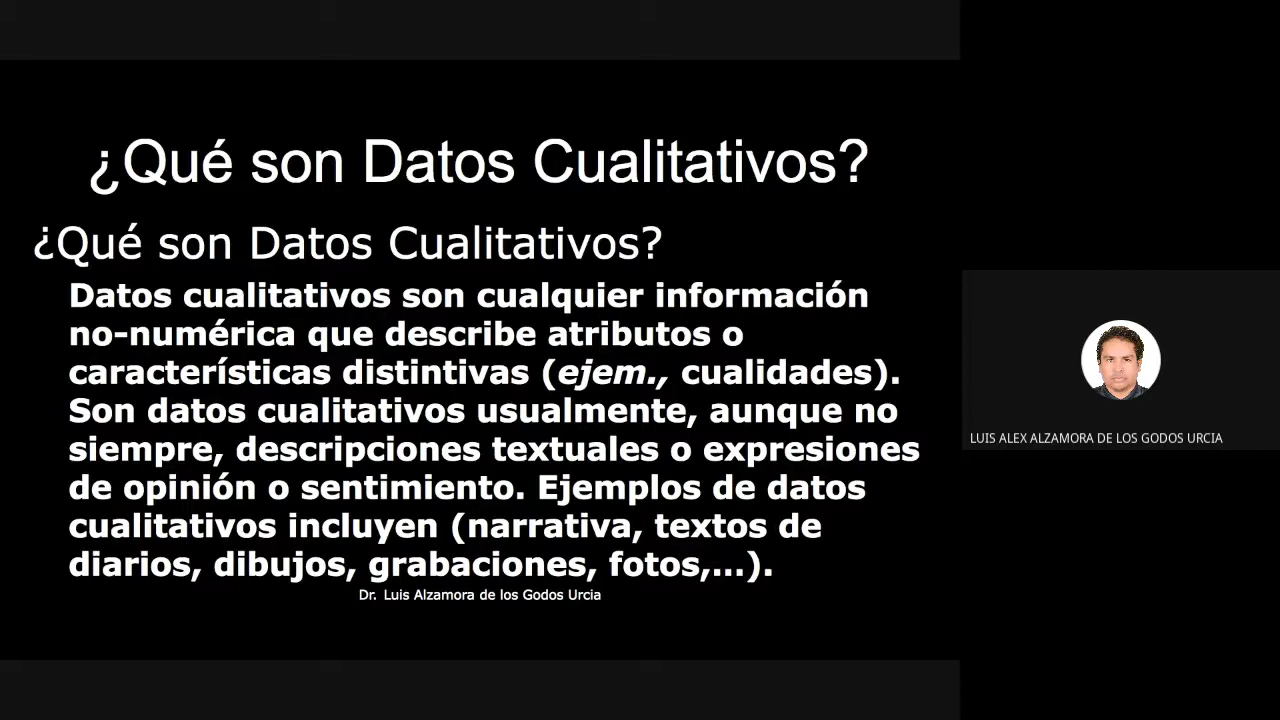 ¿Qué son Datos Cualitativos?
¿Qué son Datos Cualitativos?
Datos cualitativos son cualquier información
no-numérica que describe atributos o
características distintivas (ejem., cualidades).
Son datos cualitativos usualmente, aunque no
siempre, descripciones textuales o expresiones
de opinión o sentimiento. Ejemplos de datos
cualitativos incluyen (narrativa, textos de
diarios, dibujos, grabaciones, fotos,...).
Dr. Luis Alzamora de los Godos Urcia
LUIS ALEX ALZAMORA DE LOS GODOS URCIA